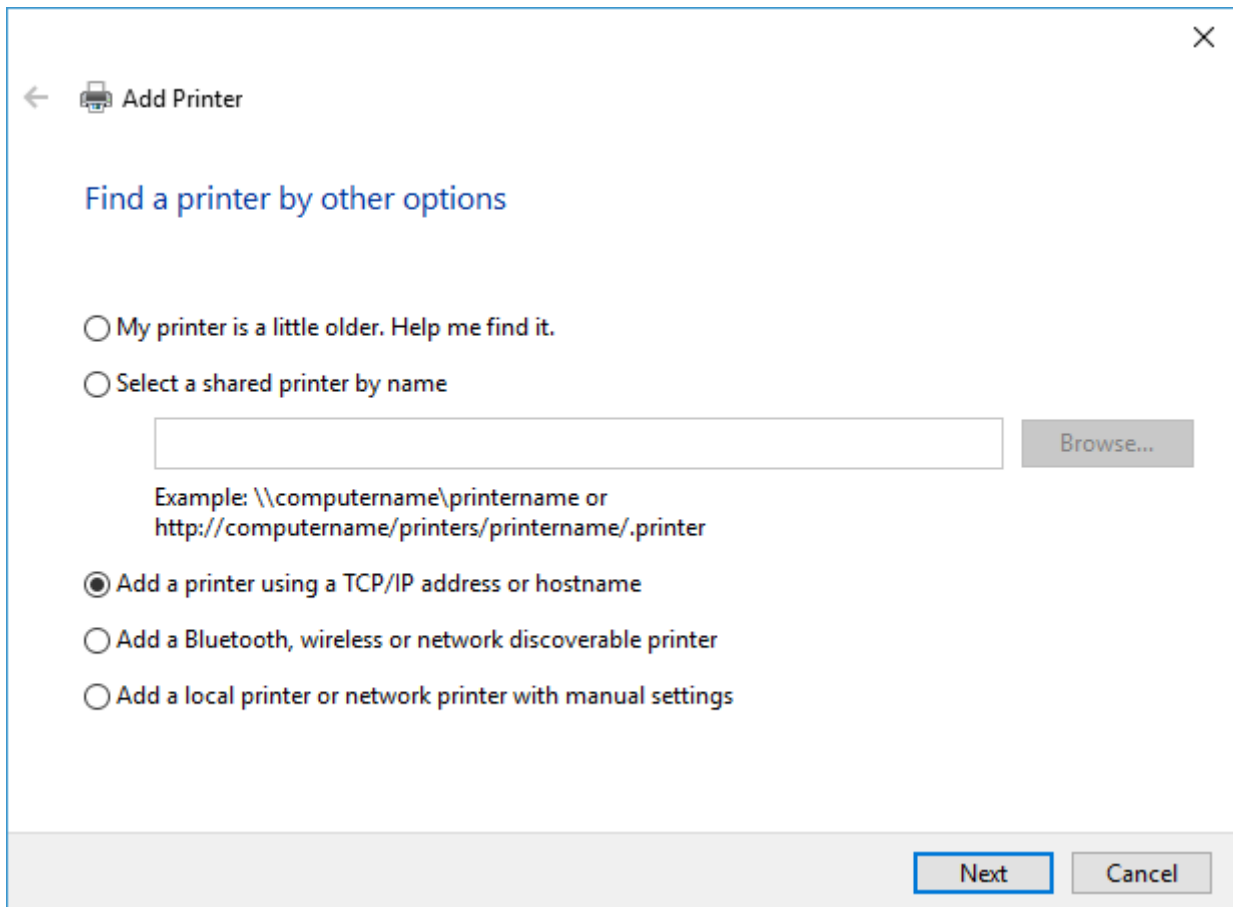 Add Printer
Find a printer by other options
My printer is a little older. Help me find it.
Select a shared printer by name
Browse...
Example: \\computername\printername or
http://computername/printers/printername/.printer
Add a printer using a TCP/IP address or hostname
Add a Bluetooth, wireless or network discoverable printer
Add a local printer or network printer with manual settings
Next
Cancel